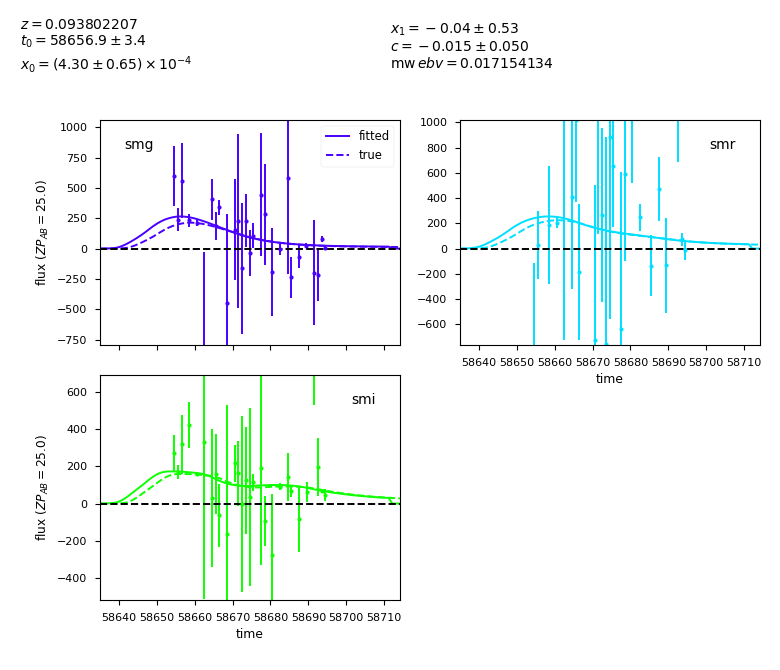 z = 0.093802207
t₀ = 58656.9 ± 3.4
x₀ = (4.30 ± 0.65) × 10⁻⁴
x₁ = −0.04 ± 0.53
c = −0.015 ± 0.050
mw ebv = 0.017154134
1000
750
500
250
0
−250
−500
−750
flux (ZP_AB = 25.0)
smg
fitted
true
1000
800
600
400
200
0
−200
−400
−600
smr
58640 58650 58660 58670 58680 58690 58700 58710
time
600
400
200
0
−200
−400
flux (ZP_AB = 25.0)
smi
58640 58650 58660 58670 58680 58690 58700 58710
time